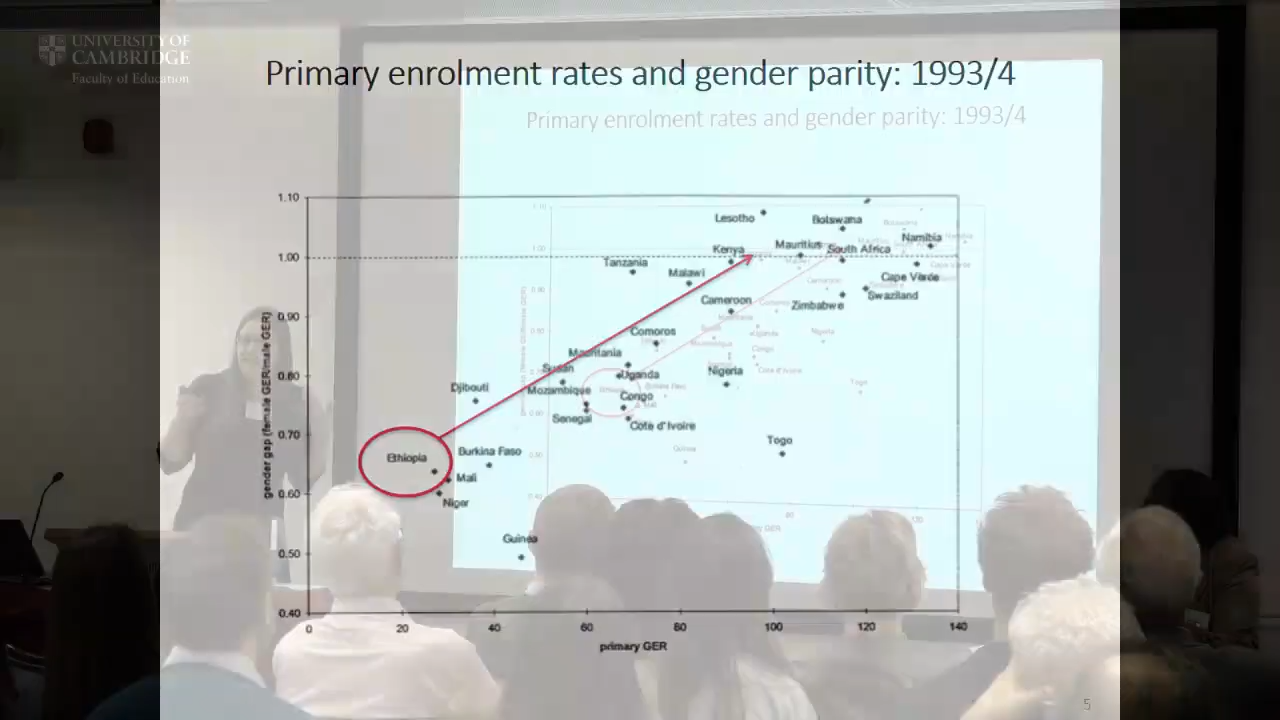 UNIVERSITY OF
CAMBRIDGE
Faculty of Education
Primary enrolment rates and gender parity: 1993/4
Primary enrolment rates and gender parity: 1993/4
1.10
Lesotho
Botswana
Namibia
Kenya
Mauritius
South Africa
1.00
Tanzania
Malawi
Cape Verde
Swaziland
Cameroon
Zimbabwe
0.90
Comoros
Mauritania
Sudan
Uganda
Nigeria
0.80
Djibouti
Mozambique
Congo
Senegal
Cote d'Ivoire
0.70
Togo
Ethiopia
Burkina Faso
Mali
0.60
Niger
Guinea
0.50
0.40
0 20 40 60 80 100 120 140
primary GER
gender gap (female GER/male GER)
5